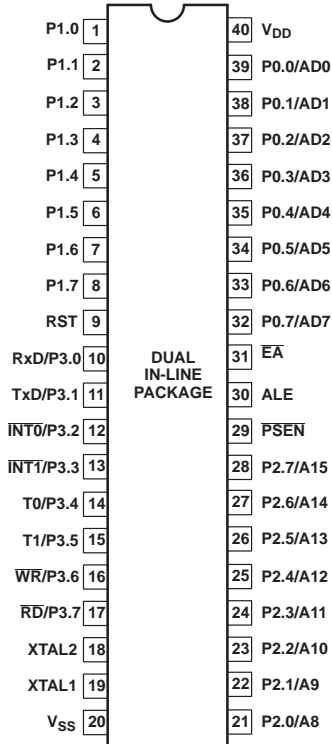 P1.0 1 40 VDD
P1.1 2 39 P0.0/AD0
P1.2 3 38 P0.1/AD1
P1.3 4 37 P0.2/AD2
P1.4 5 36 P0.3/AD3
P1.5 6 35 P0.4/AD4
P1.6 7 34 P0.5/AD5
P1.7 8 33 P0.6/AD6
RST 9 32 P0.7/AD7
RxD/P3.0 10 31 E̅A̅
TxD/P3.1 11 30 ALE
DUAL
IN-LINE
PACKAGE
I̅N̅T̅0̅/P3.2 12 29 P̅S̅E̅N̅
I̅N̅T̅1̅/P3.3 13 28 P2.7/A15
T0/P3.4 14 27 P2.6/A14
T1/P3.5 15 26 P2.5/A13
W̅R̅/P3.6 16 25 P2.4/A12
R̅D̅/P3.7 17 24 P2.3/A11
XTAL2 18 23 P2.2/A10
XTAL1 19 22 P2.1/A9
VSS 20 21 P2.0/A8